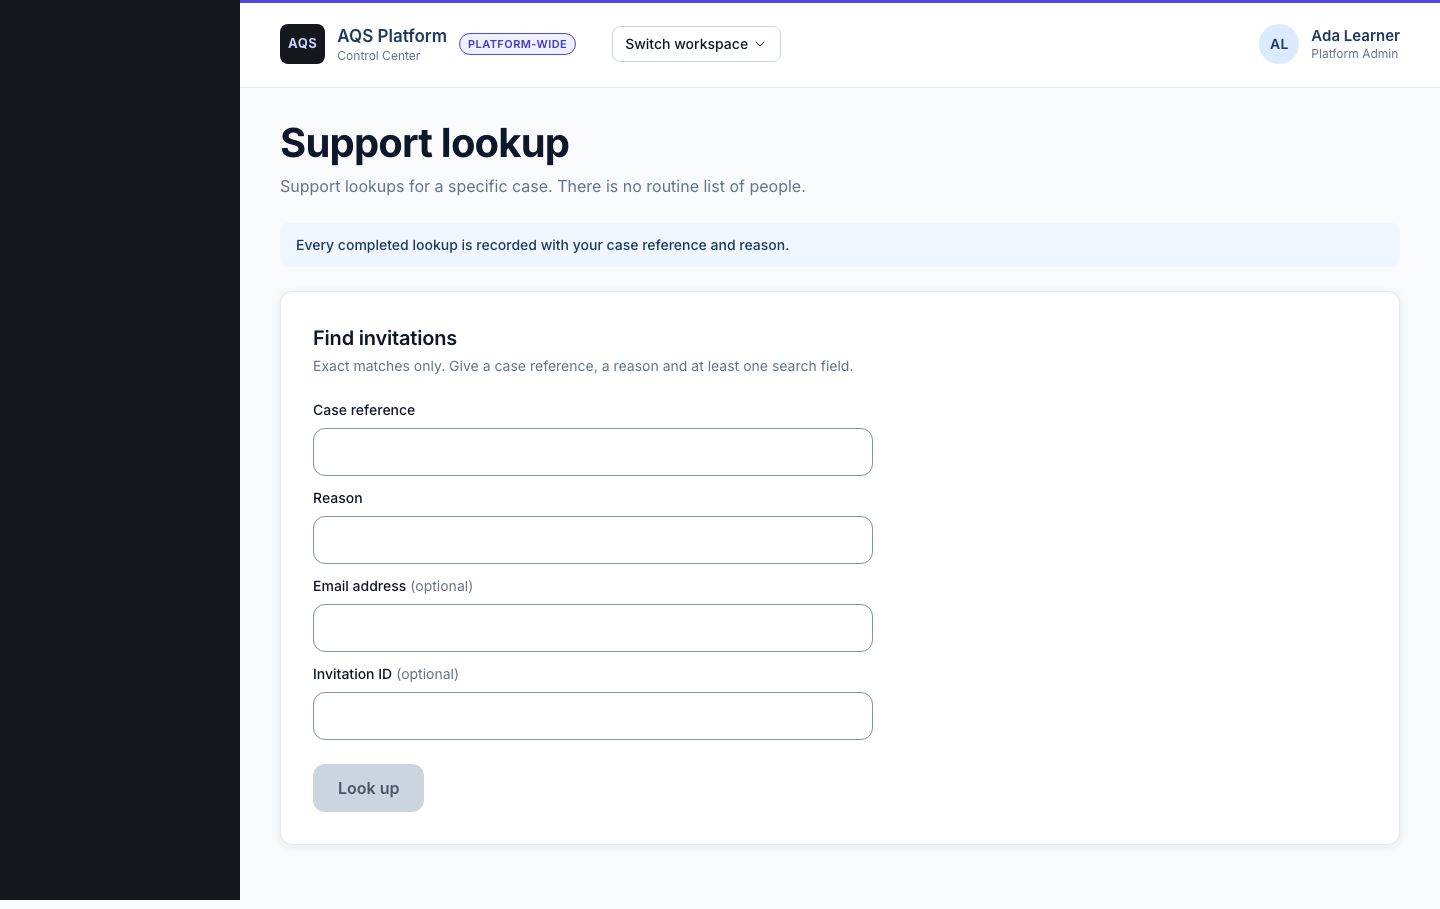 AQS
AQS Platform
Control Center
PLATFORM-WIDE
Switch workspace
AL
Ada Learner
Platform Admin
Support lookup
Support lookups for a specific case. There is no routine list of people.
Every completed lookup is recorded with your case reference and reason.
Find invitations
Exact matches only. Give a case reference, a reason and at least one search field.
Case reference
Reason
Email address (optional)
Invitation ID (optional)
Look up